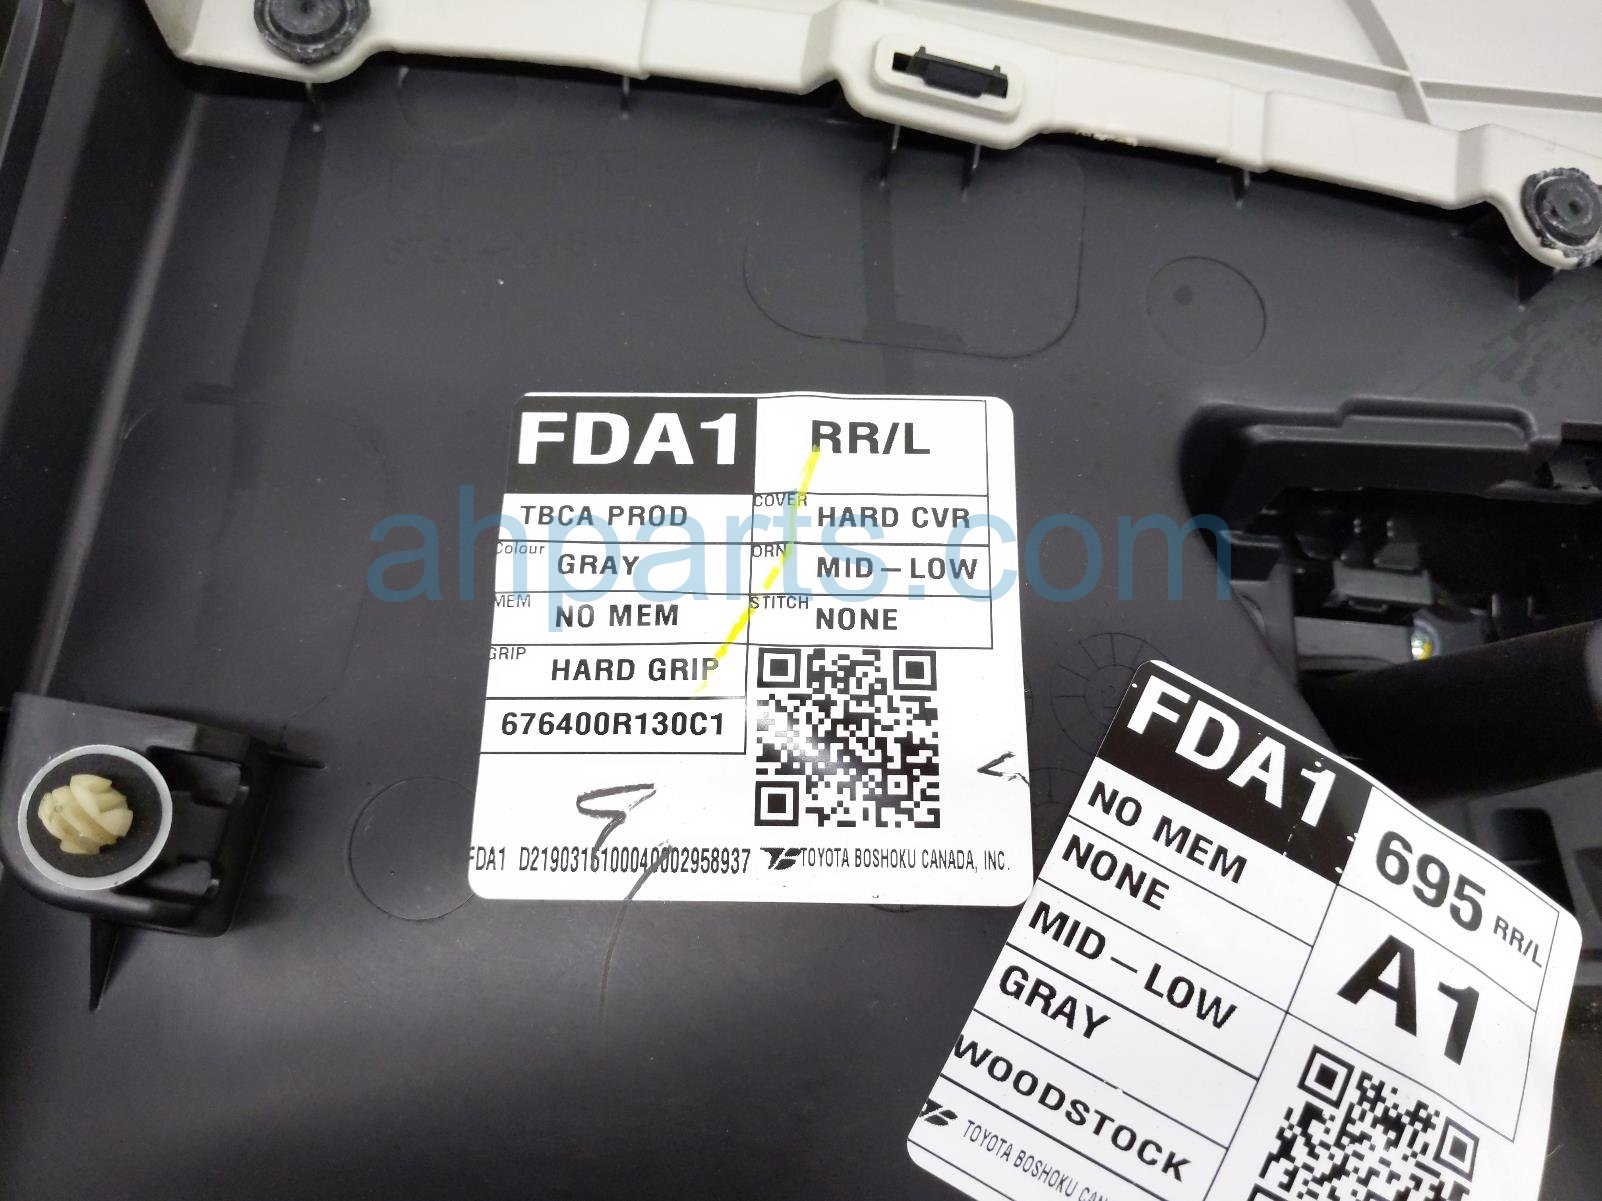 FDA1 RR/L
TBCA PROD COVER HARD CVR
Colour GRAY ORN MID-LOW
MEM NO MEM STITCH NONE
GRIP HARD GRIP
676400R130C1
FDA1 D2190315100040002958937 TOYOTA BOSHOKU CANADA, INC.
FDA1
NO MEM
NONE
MID-LOW
GRAY
WOODSTOCK
TOYOTA BOSHOKU
695 RR/L
A1
ahparts.com